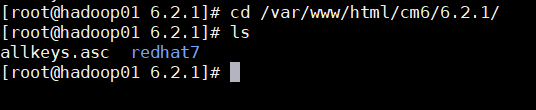 [root@hadoop01 6.2.1]# cd /var/www/html/cm6/6.2.1/
[root@hadoop01 6.2.1]# ls
allkeys.asc  redhat7
[root@hadoop01 6.2.1]#